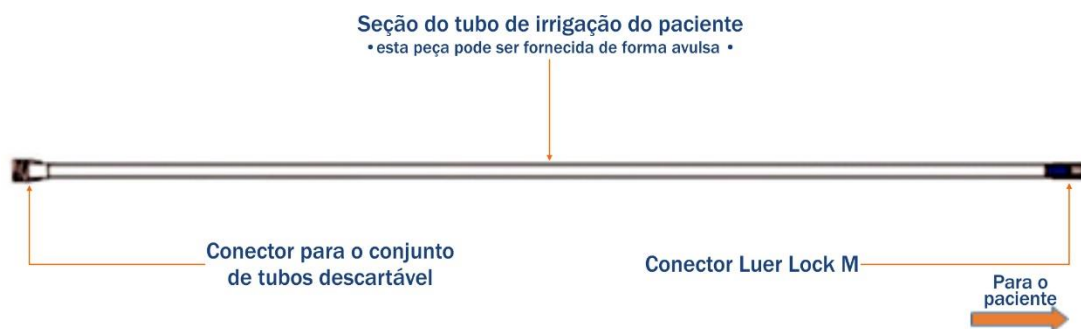 Seção do tubo de irrigação do paciente
• esta peça pode ser fornecida de forma avulsa •
Conector para o conjunto
de tubos descartável
Conector Luer Lock M
Para o
paciente